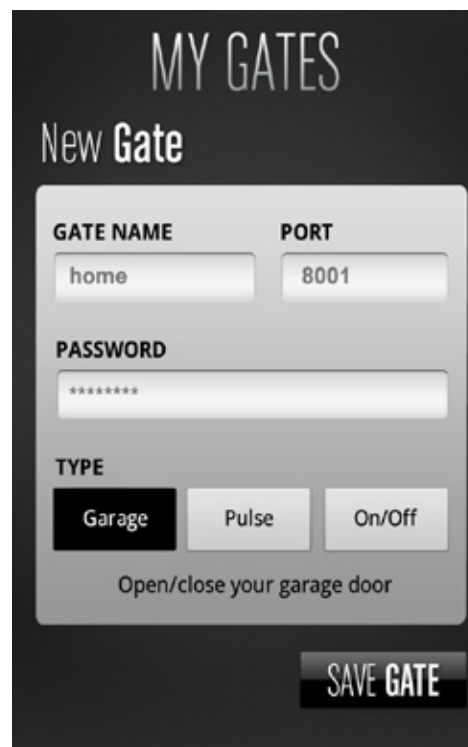 MY GATES
New Gate
GATE NAME PORT
home 8001
PASSWORD
********
TYPE
Garage Pulse On/Off
Open/close your garage door
SAVE GATE